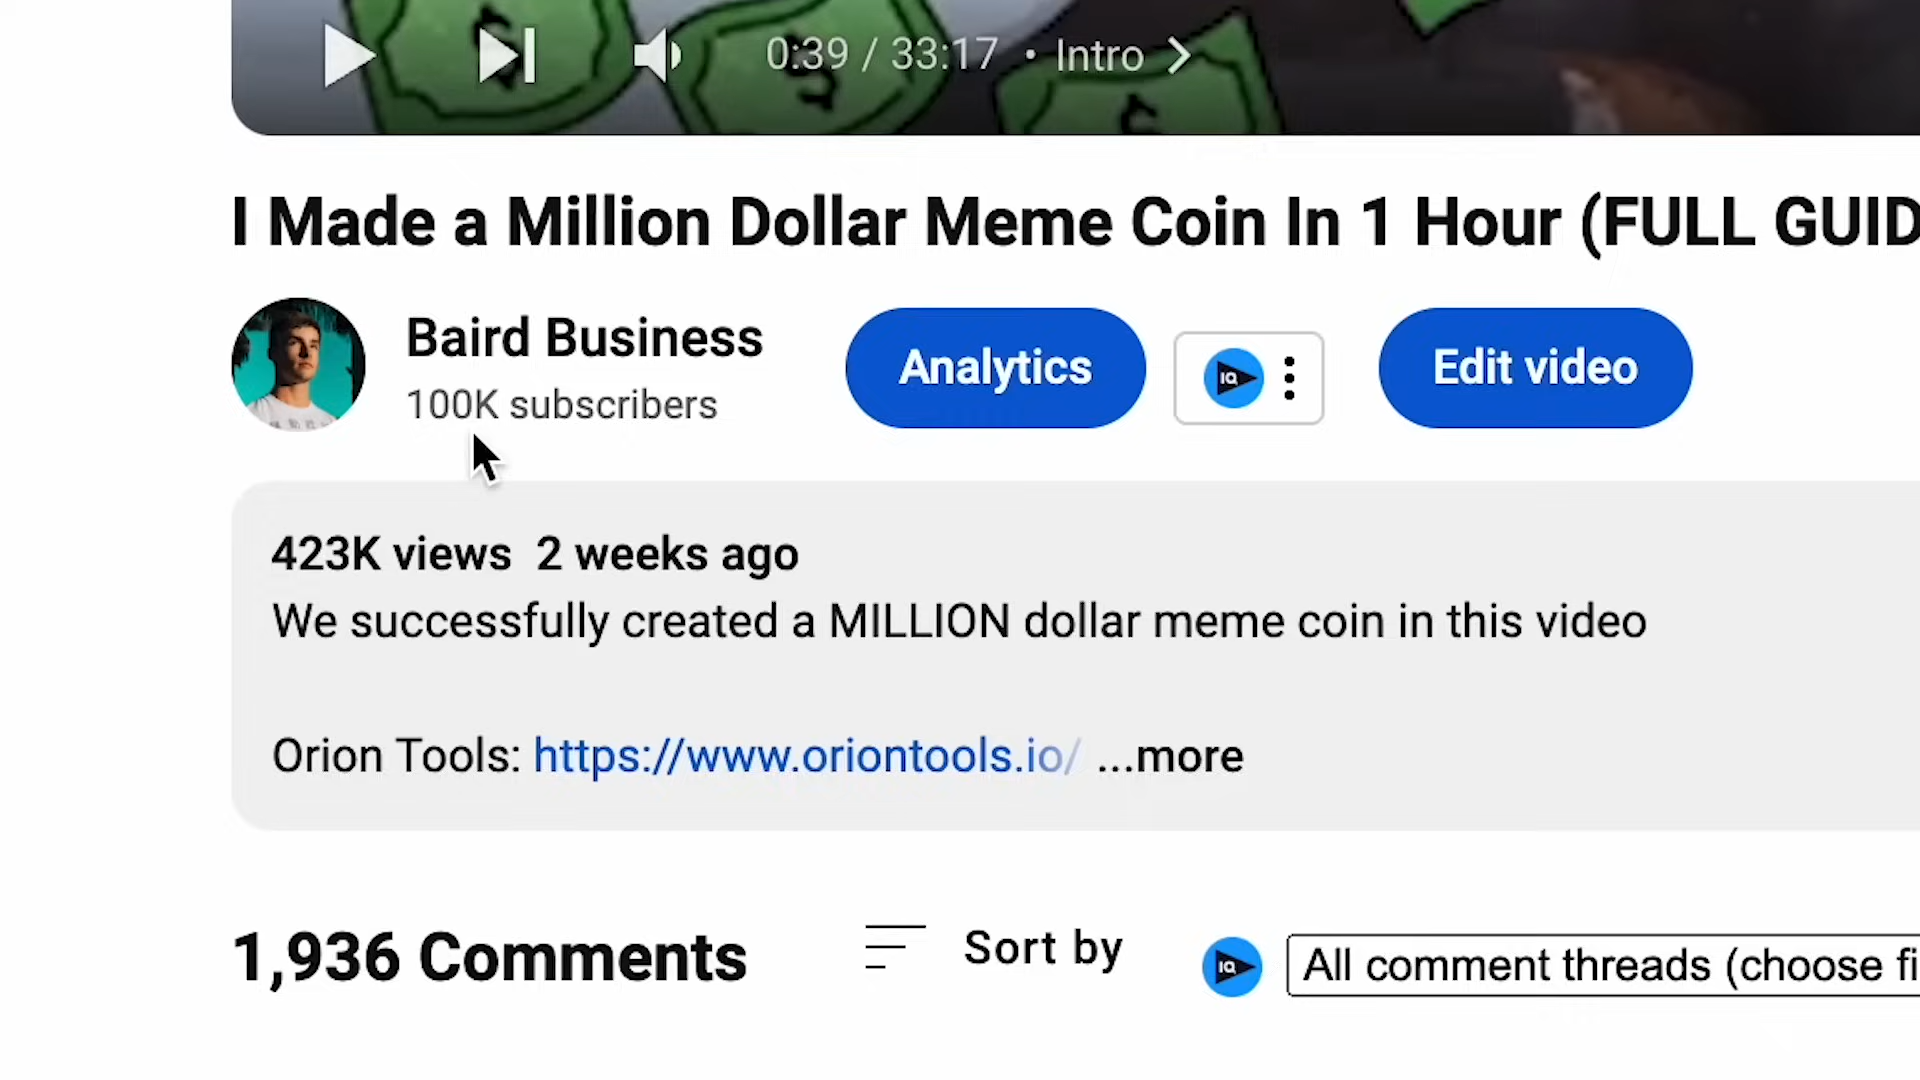 0:39 / 33:17 • Intro
I Made a Million Dollar Meme Coin In 1 Hour (FULL GUID
Baird Business
100K subscribers
Analytics
IQ
Edit video
423K views 2 weeks ago
We successfully created a MILLION dollar meme coin in this video
Orion Tools: https://www.oriontools.io/ ...more
1,936 Comments
Sort by
IQ
All comment threads (choose fi